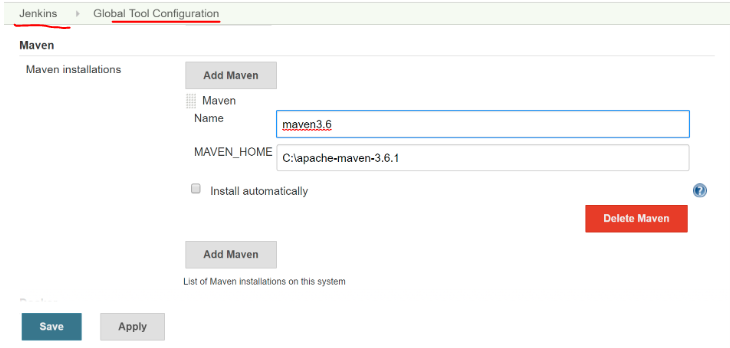 Jenkins Global Tool Configuration
Maven
Maven installations
Add Maven
Maven
Name
maven3.6
MAVEN_HOME
C:\apache-maven-3.6.1
Install automatically
Delete Maven
Add Maven
List of Maven installations on this system
Save Apply